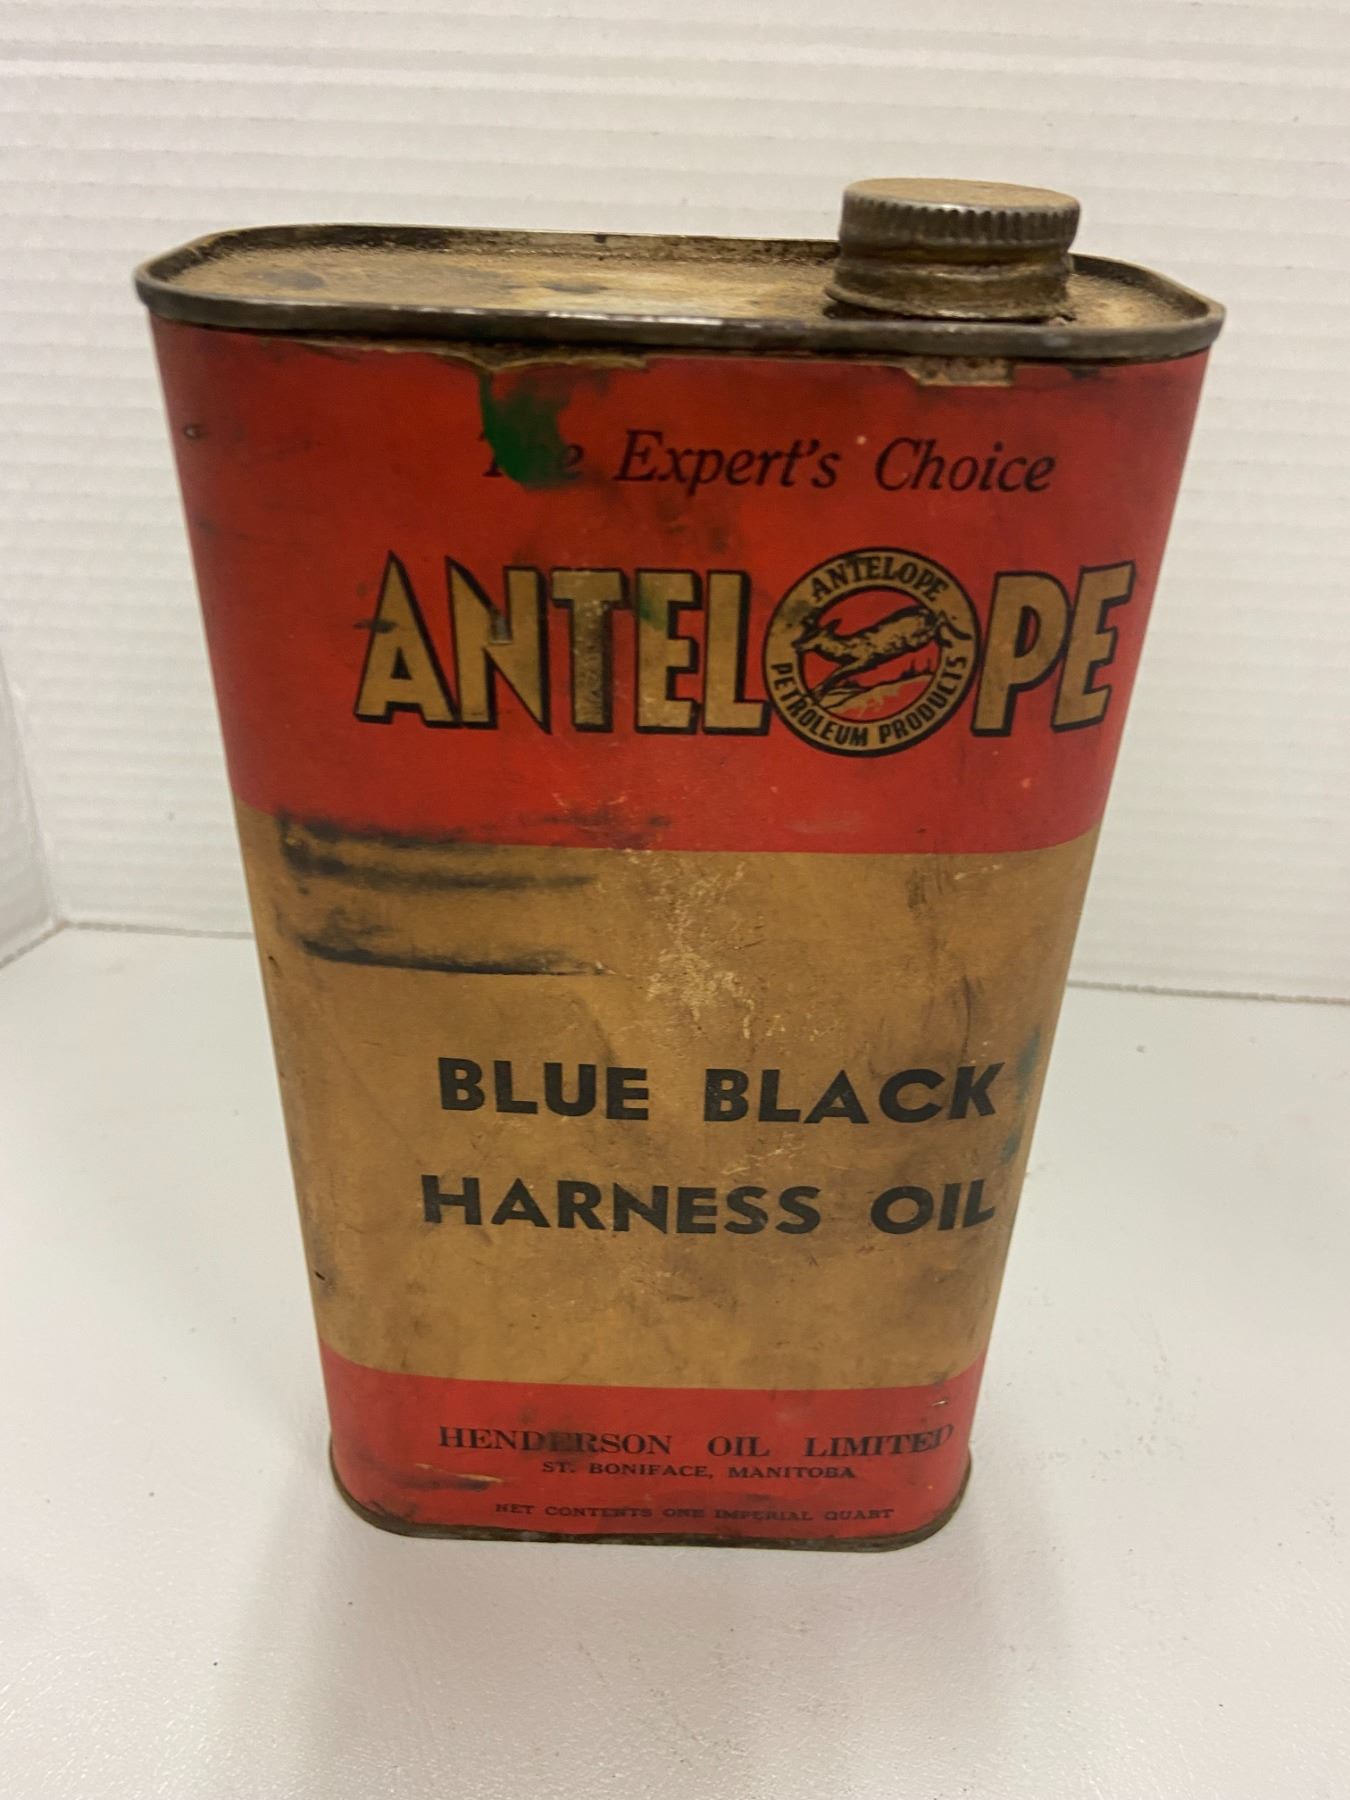 The Expert's Choice
ANTELOPE
ANTELOPE
PETROLEUM PRODUCTS
BLUE BLACK
HARNESS OIL
HENDERSON OIL LIMITED
ST. BONIFACE, MANITOBA
NET CONTENTS ONE IMPERIAL QUART